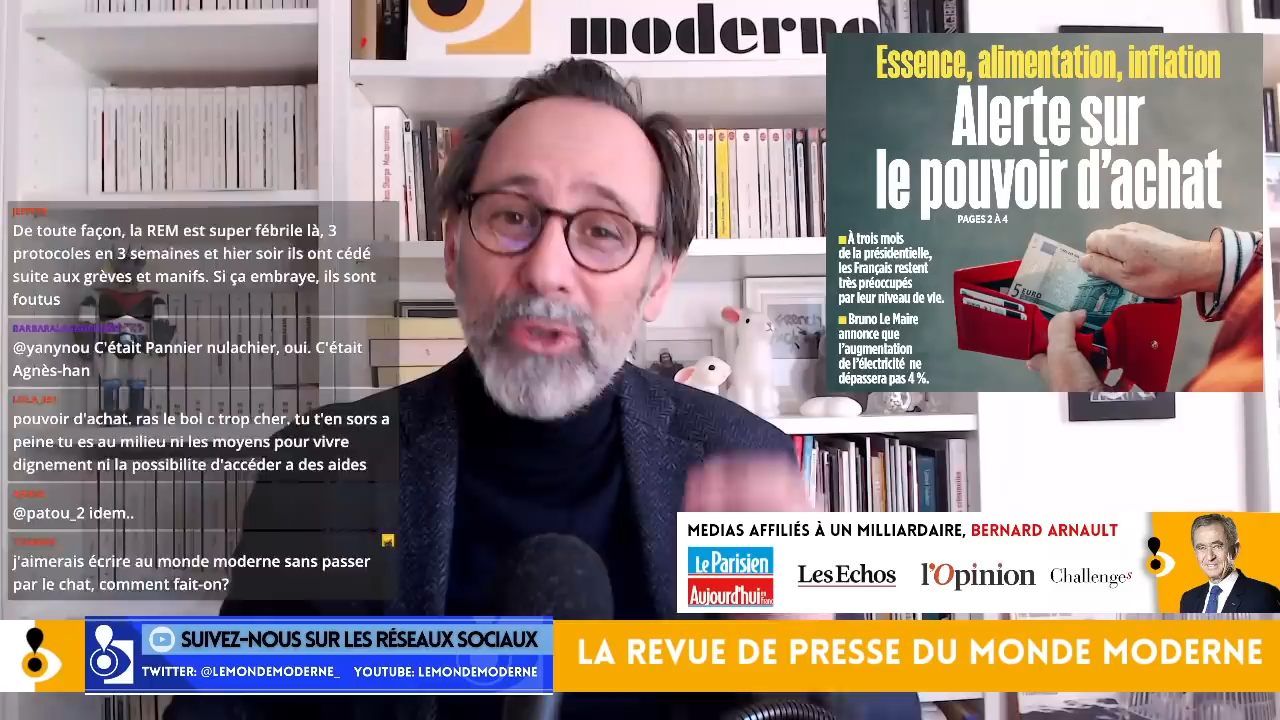 moderne
Essence, alimentation, inflation
Alerte sur
le pouvoir d'achat
PAGES 2 À 4
À trois mois
de la présidentielle,
les Français restent
très préoccupés
par leur niveau de vie.
Bruno Le Maire
annonce que
l'augmentation
de l'électricité ne
dépassera pas 4 %.
5 EURO
De toute façon, la REM est super fébrile là, 3
protocoles en 3 semaines et hier soir ils ont cédé
suite aux grèves et manifs. Si ça embraye, ils sont
foutus
@yanynou C'était Pannier nulachier, oui. C'était
Agnès-han
pouvoir d'achat. ras le bol c trop cher. tu t'en sors a
peine tu es au milieu ni les moyens pour vivre
dignement ni la possibilite d'accéder a des aides
@patou_2 idem..
j'aimerais écrire au monde moderne sans passer
par le chat, comment fait-on?
MEDIAS AFFILIÉS À UN MILLIARDAIRE, BERNARD ARNAULT
Le Parisien
Aujourd'hui en France
Les Echos
l'Opinion
Challenges
SUIVEZ-NOUS SUR LES RÉSEAUX SOCIAUX
TWITTER: @LEMONDEMODERNE_ YOUTUBE: LEMONDEMODERNE
LA REVUE DE PRESSE DU MONDE MODERNE